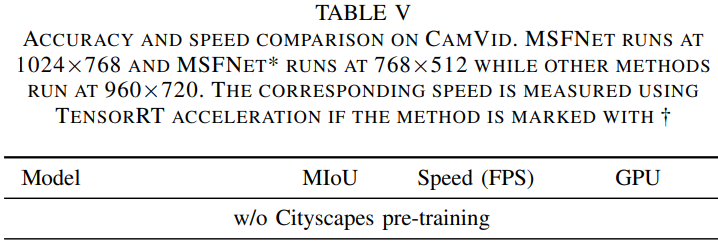 TABLE V
ACCURACY AND SPEED COMPARISON ON CAMVID. MSFNET RUNS AT
1024×768 AND MSFNET* RUNS AT 768×512 WHILE OTHER METHODS
RUN AT 960×720. THE CORRESPONDING SPEED IS MEASURED USING
TENSORRT ACCELERATION IF THE METHOD IS MARKED WITH †
Model MIoU Speed (FPS) GPU
w/o Cityscapes pre-training